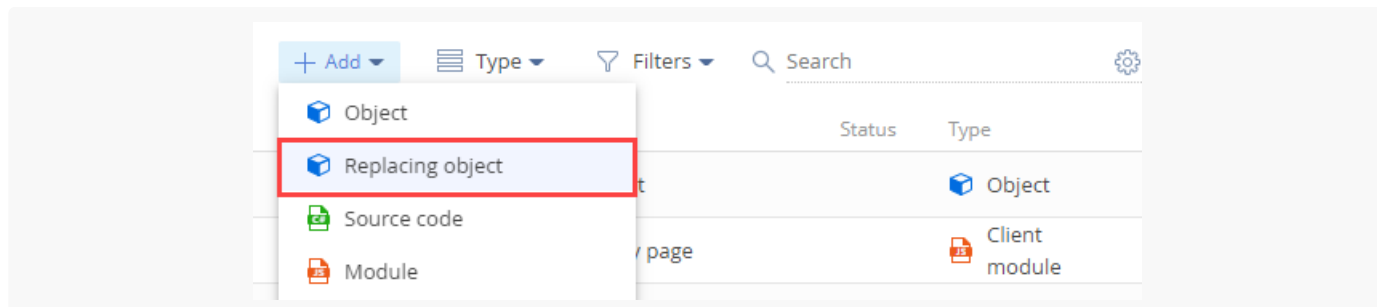 + Add Type Filters Search
Object
Status Type
Replacing object
t Object
Source code
y page Client
module
Module